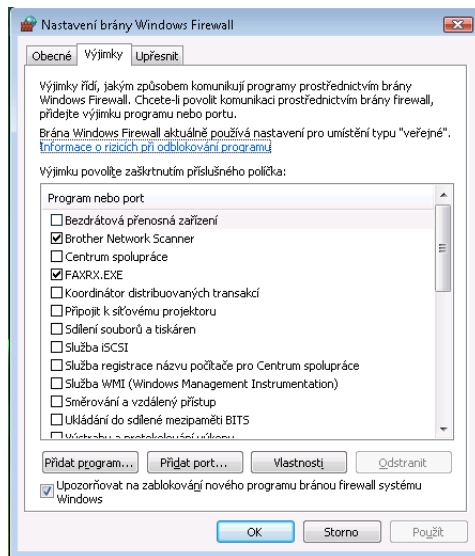 Nastavení brány Windows Firewall
Obecné Výjimky Upřesnit
Výjimky řídí, jakým způsobem komunikují programy prostřednictvím brány
Windows Firewall. Chcete-li povolit komunikaci prostřednictvím brány firewall,
přidejte výjimku programu nebo portu.
Brána Windows Firewall aktuálně používá nastavení pro umístění typu "veřejné".
Informace o rizicích při odblokování programu
Výjimku povolíte zaškrtnutím příslušného políčka:
Program nebo port
Bezdrátová přenosná zařízení
Brother Network Scanner
Centrum spolupráce
FAXRX.EXE
Koordinátor distribuovaných transakcí
Připojit k síťovému projektoru
Sdílení souborů a tiskáren
Služba iSCSI
Služba registrace názvu počítače pro Centrum spolupráce
Služba WMI (Windows Management Instrumentation)
Směrování a vzdálený přístup
Ukládání do sdílené mezipaměti BITS
Výstrahy a protokolování výkonu
Přidat program... Přidat port... Vlastnosti Odstranit
Upozorňovat na zablokování nového programu bránou firewall systému
Windows
OK Storno Použít